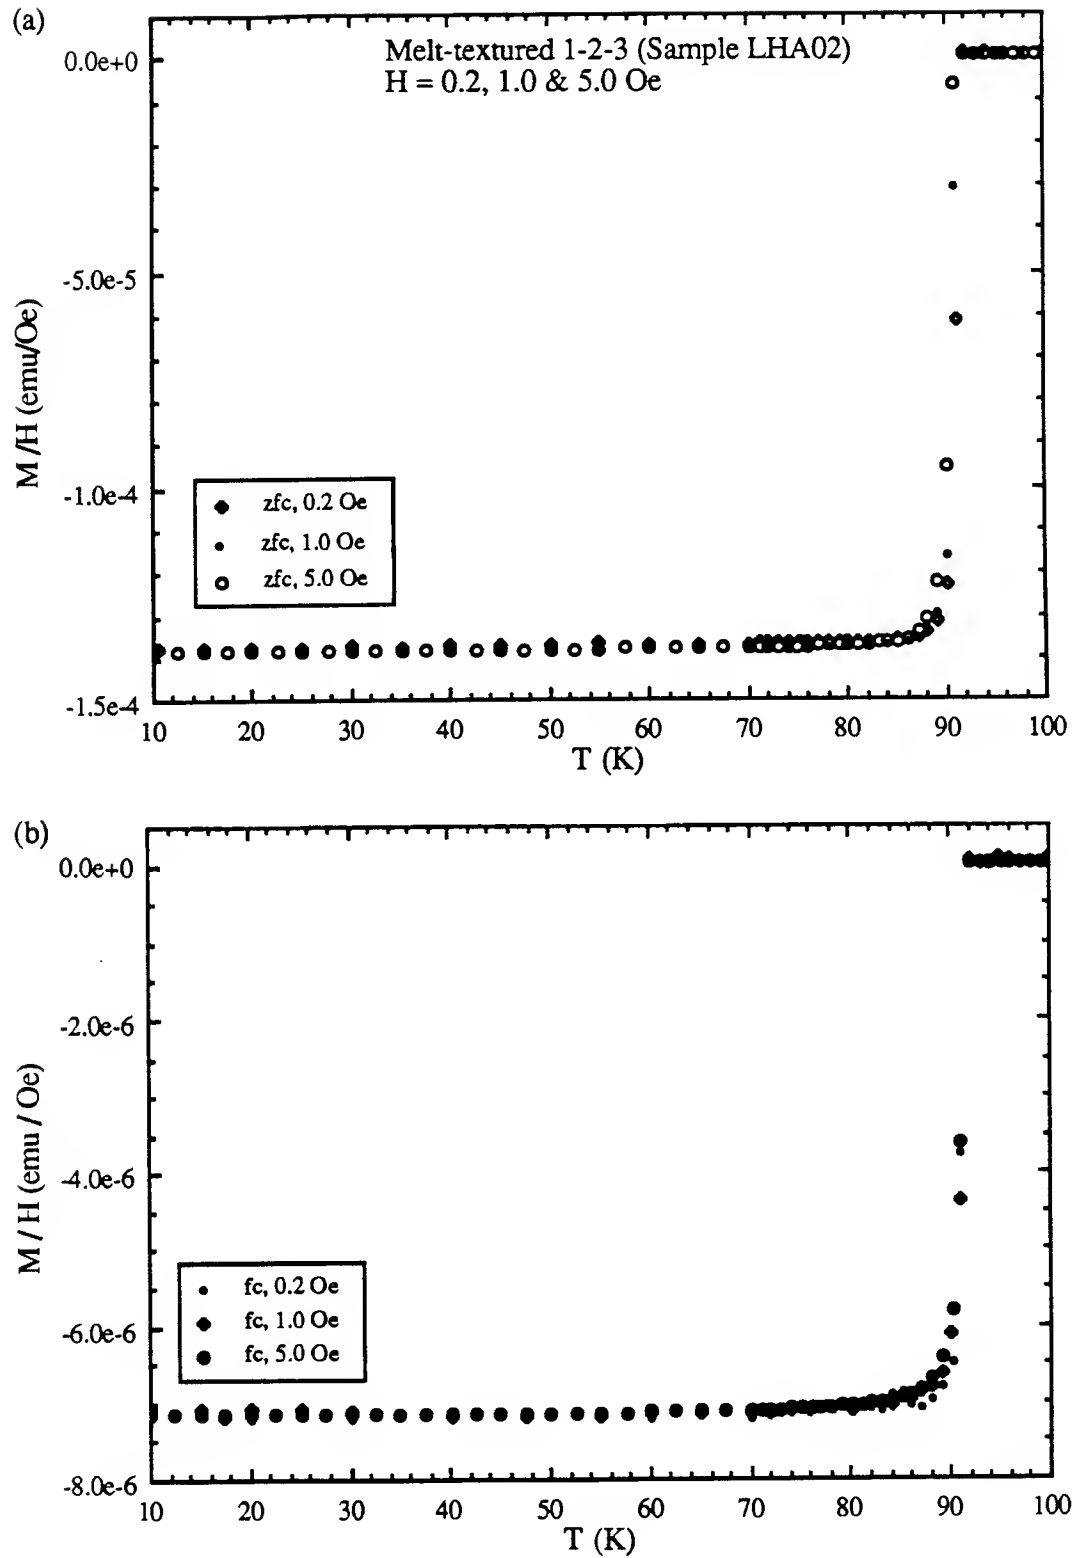 (a)
Melt-textured 1-2-3 (Sample LHA02)
H = 0.2, 1.0 & 5.0 Oe
0.0e+0
-5.0e-5
-1.0e-4
-1.5e-4
M /H (emu/Oe)
zfc, 0.2 Oe
zfc, 1.0 Oe
zfc, 5.0 Oe
10 20 30 40 50 60 70 80 90 100
T (K)
(b)
0.0e+0
-2.0e-6
-4.0e-6
-6.0e-6
-8.0e-6
M / H (emu / Oe)
fc, 0.2 Oe
fc, 1.0 Oe
fc, 5.0 Oe
10 20 30 40 50 60 70 80 90 100
T (K)